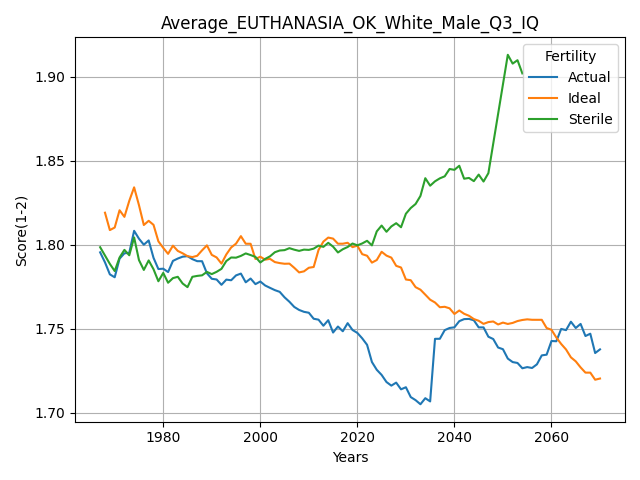 Average_EUTHANASIA_OK_White_Male_Q3_IQ
Score(1-2)
1.90
1.85
1.80
1.75
1.70
Fertility
Actual
Ideal
Sterile
1980
2000
2020
2040
2060
Years